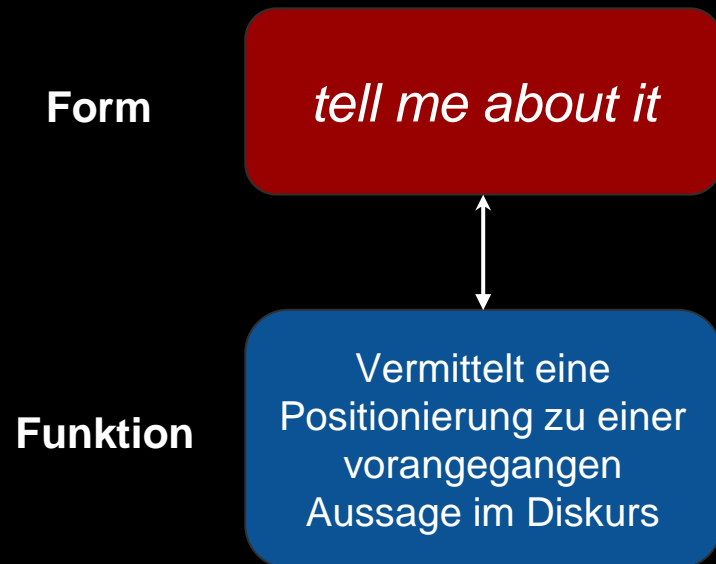 Form
tell me about it
Funktion
Vermittelt eine
Positionierung zu einer
vorangegangen
Aussage im Diskurs